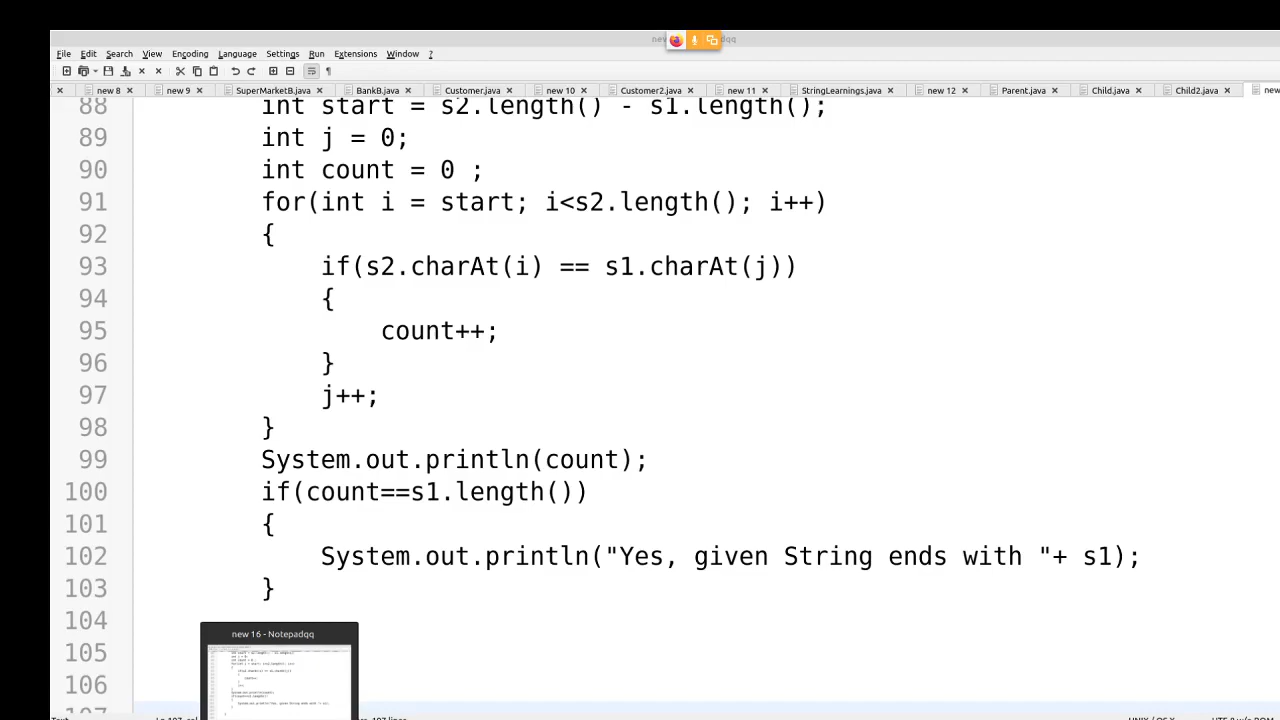 File Edit Search View Encoding Language Settings Run Extensions Window ?
new 8 new 9 SuperMarketB.java BankB.java Customer.java new 10 Customer2.java new 11 StringLearnings.java new 12 Parent.java Child.java Child2.java new
88 int start = s2.length() - s1.length();
89 int j = 0;
90 int count = 0 ;
91 for(int i = start; i<s2.length(); i++)
92 {
93 if(s2.charAt(i) == s1.charAt(j))
94 {
95 count++;
96 }
97 j++;
98 }
99 System.out.println(count);
100 if(count==s1.length())
101 {
102 System.out.println("Yes, given String ends with "+ s1);
103 }
104
105
106
107
new 16 - Notepadqq